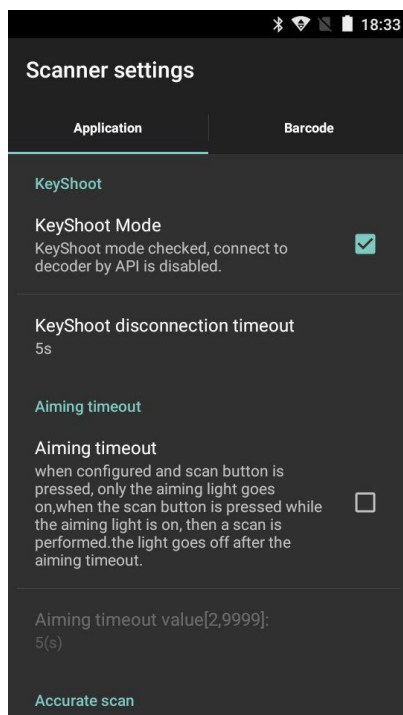 18:33
Scanner settings
Application
Barcode
KeyShoot
KeyShoot Mode
KeyShoot mode checked, connect to
decoder by API is disabled.
KeyShoot disconnection timeout
5s
Aiming timeout
Aiming timeout
when configured and scan button is
pressed, only the aiming light goes
on,when the scan button is pressed while
the aiming light is on, then a scan is
performed.the light goes off after the
aiming timeout.
Aiming timeout value[2,9999]:
5(s)
Accurate scan